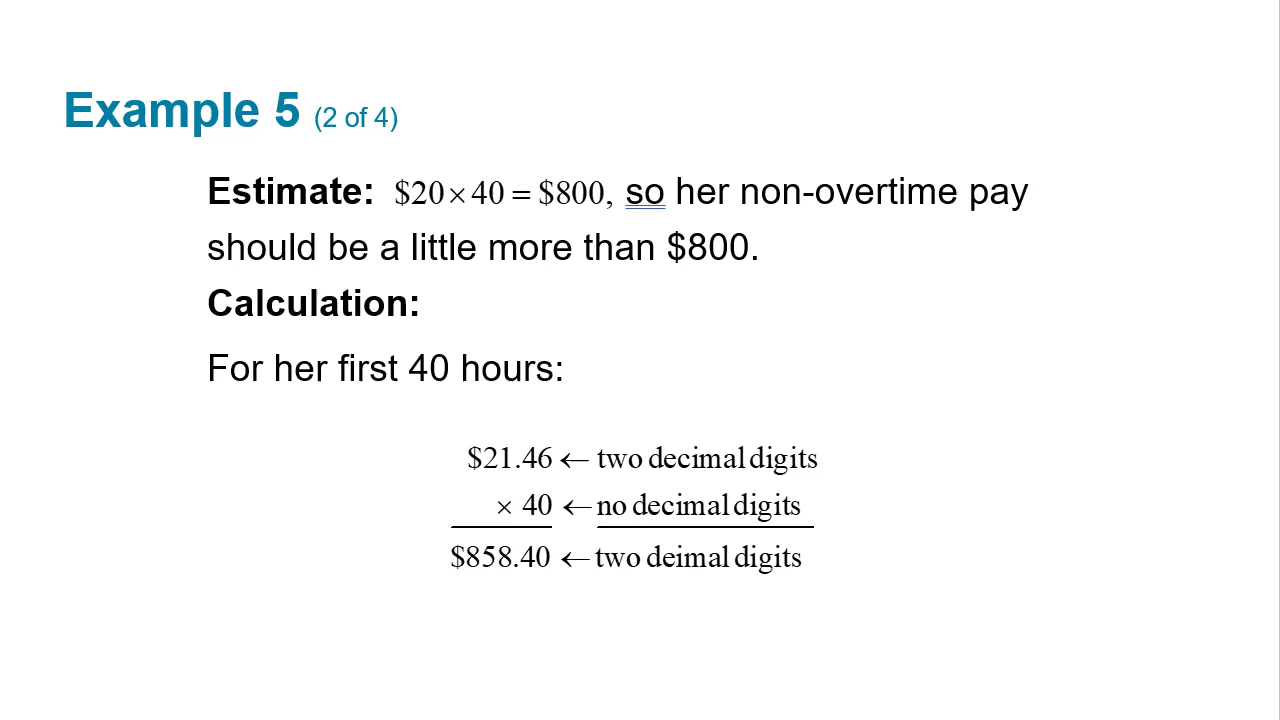 Example 5 (2 of 4)
Estimate: $20 × 40 = $800, so her non-overtime pay
should be a little more than $800.
Calculation:
For her first 40 hours:
$21.46 ← two decimal digits
× 40 ← no decimal digits
$858.40 ← two deimal digits